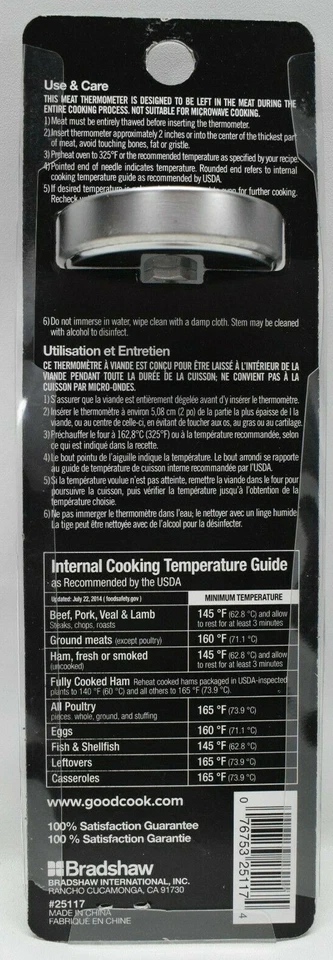 Use & Care
THIS MEAT THERMOMETER IS DESIGNED TO BE LEFT IN THE MEAT DURING THE
ENTIRE COOKING PROCESS. NOT SUITABLE FOR MICROWAVE COOKING.
1) Meat must be entirely thawed before inserting the thermometer.
2) Insert thermometer approximately 2 inches or into the center of the thickest part
of meat, avoid touching bones, fat or gristle.
3) Preheat oven to 325°F or the recommended temperature as specified by your recipe.
4) Pointed end of needle indicates temperature. Rounded end refers to internal
cooking temperature guide as recommended by USDA.
5) If desired temperature is for further cooking.
Recheck
6) Do not immerse in water, wipe clean with a damp cloth. Stem may be cleaned
with alcohol to disinfect.
Utilisation et Entretien
CE THERMOMÈTRE À VIANDE EST CONÇU POUR ÊTRE LAISSÉ À L'INTÉRIEUR DE LA
VIANDE PENDANT TOUTE LA DURÉE DE LA CUISSON; NE CONVIENT PAS À LA
CUISSON PAR MICRO-ONDES.
1) S'assurer que la viande est entièrement dégelée avant d'y insérer le thermomètre.
2) Insérer le thermomètre à environ 5,08 cm (2 po) de la partie la plus épaisse de l la
viande, ou au centre de celle-ci, en évitant de toucher aux os, au gras ou au cartilage.
3) Préchauffer le four à 162,8°C (325°F) ou à la température recommandée, selon
ce qui est indiqué dans la recette.
4) Le bout pointu de l'aiguille indique la température. Le bout arrondi se rapporte
au guide de température de cuisson interne recommandée par l'USDA.
5) Si la température voulue n'est pas atteinte, remettre la viande dans le four pour
poursuivre la cuisson, puis vérifier la température jusqu'à l'obtention de la
température choisie.
6) Ne pas immerger le thermomètre dans l'eau; le nettoyer avec un linge humide.
La tige peut être nettoyée avec de l'alcool pour la désinfecter.
Internal Cooking Temperature Guide
as Recommended by the USDA
Updated: July 22, 2014 ( foodsafety.gov ) MINIMUM TEMPERATURE
Beef, Pork, Veal & Lamb 145 °F (62.8 °C) and allow
Steaks, chops, roasts to rest for at least 3 minutes
Ground meats (except poultry) 160 °F (71.1 °C)
Ham, fresh or smoked 145 °F (62.8 °C) and allow
(uncooked) to rest for at least 3 minutes
Fully Cooked Ham Reheat cooked hams packaged in USDA-inspected
plants to 140 °F (60 °C) and all others to 165 °F (73.9 °C).
All Poultry 165 °F (73.9 °C)
pieces. whole, ground, and stuffing
Eggs 160 °F (71.1 °C)
Fish & Shellfish 145 °F (62.8 °C)
Leftovers 165 °F (73.9 °C)
Casseroles 165 °F (73.9 °C)
www.goodcook.com
100% Satisfaction Guarantee
100 % Satisfaction Garantie
Bradshaw
BRADSHAW INTERNATIONAL, INC.
RANCHO CUCAMONGA, CA 91730
#25117
MADE IN CHINA
FABRIQUÉ EN CHINE
0 76753 25117 4